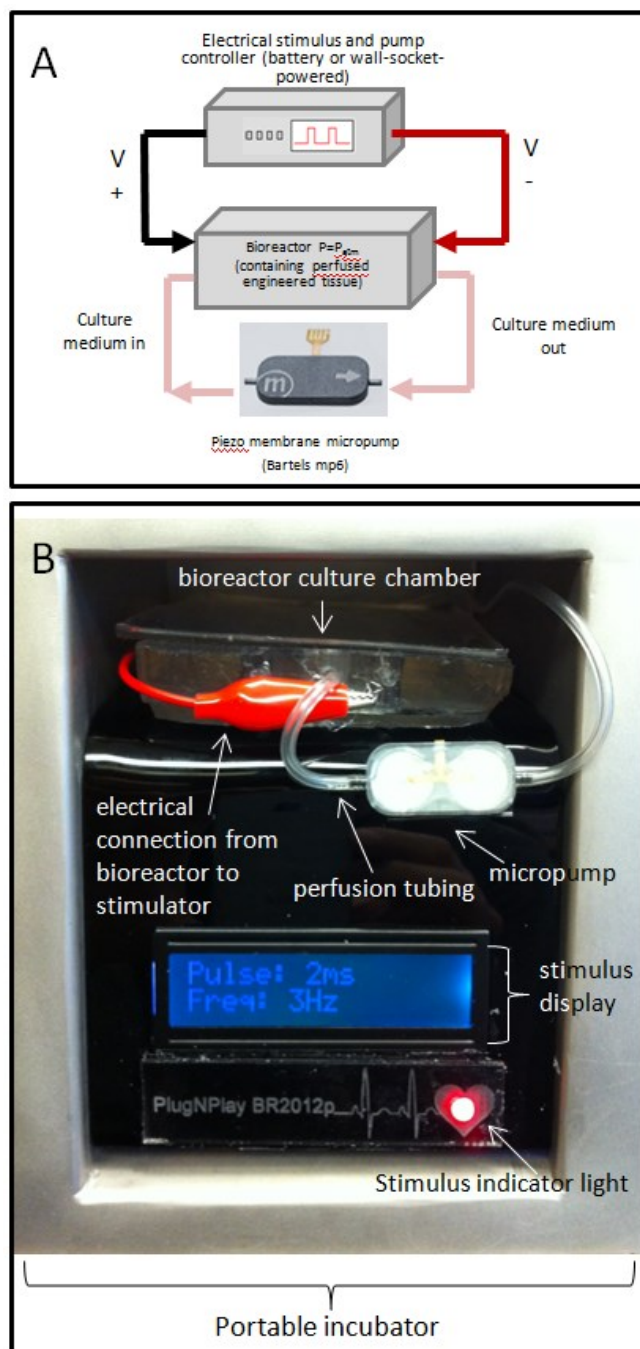 A
Electrical stimulus and pump
controller (battery or wall-socket-
powered)
V
+
V
-
Bioreactor P=Patm
(containing perfused
engineered tissue)
Culture
medium in
Culture medium
out
m
Piezo membrane micropump
(Bartels mp6)
B
bioreactor culture chamber
electrical
connection from
bioreactor to
stimulator
perfusion tubing
micropump
Pulse: 2ms
Freq: 3Hz
stimulus
display
PlugNPlay BR2012p
Stimulus indicator light
Portable incubator